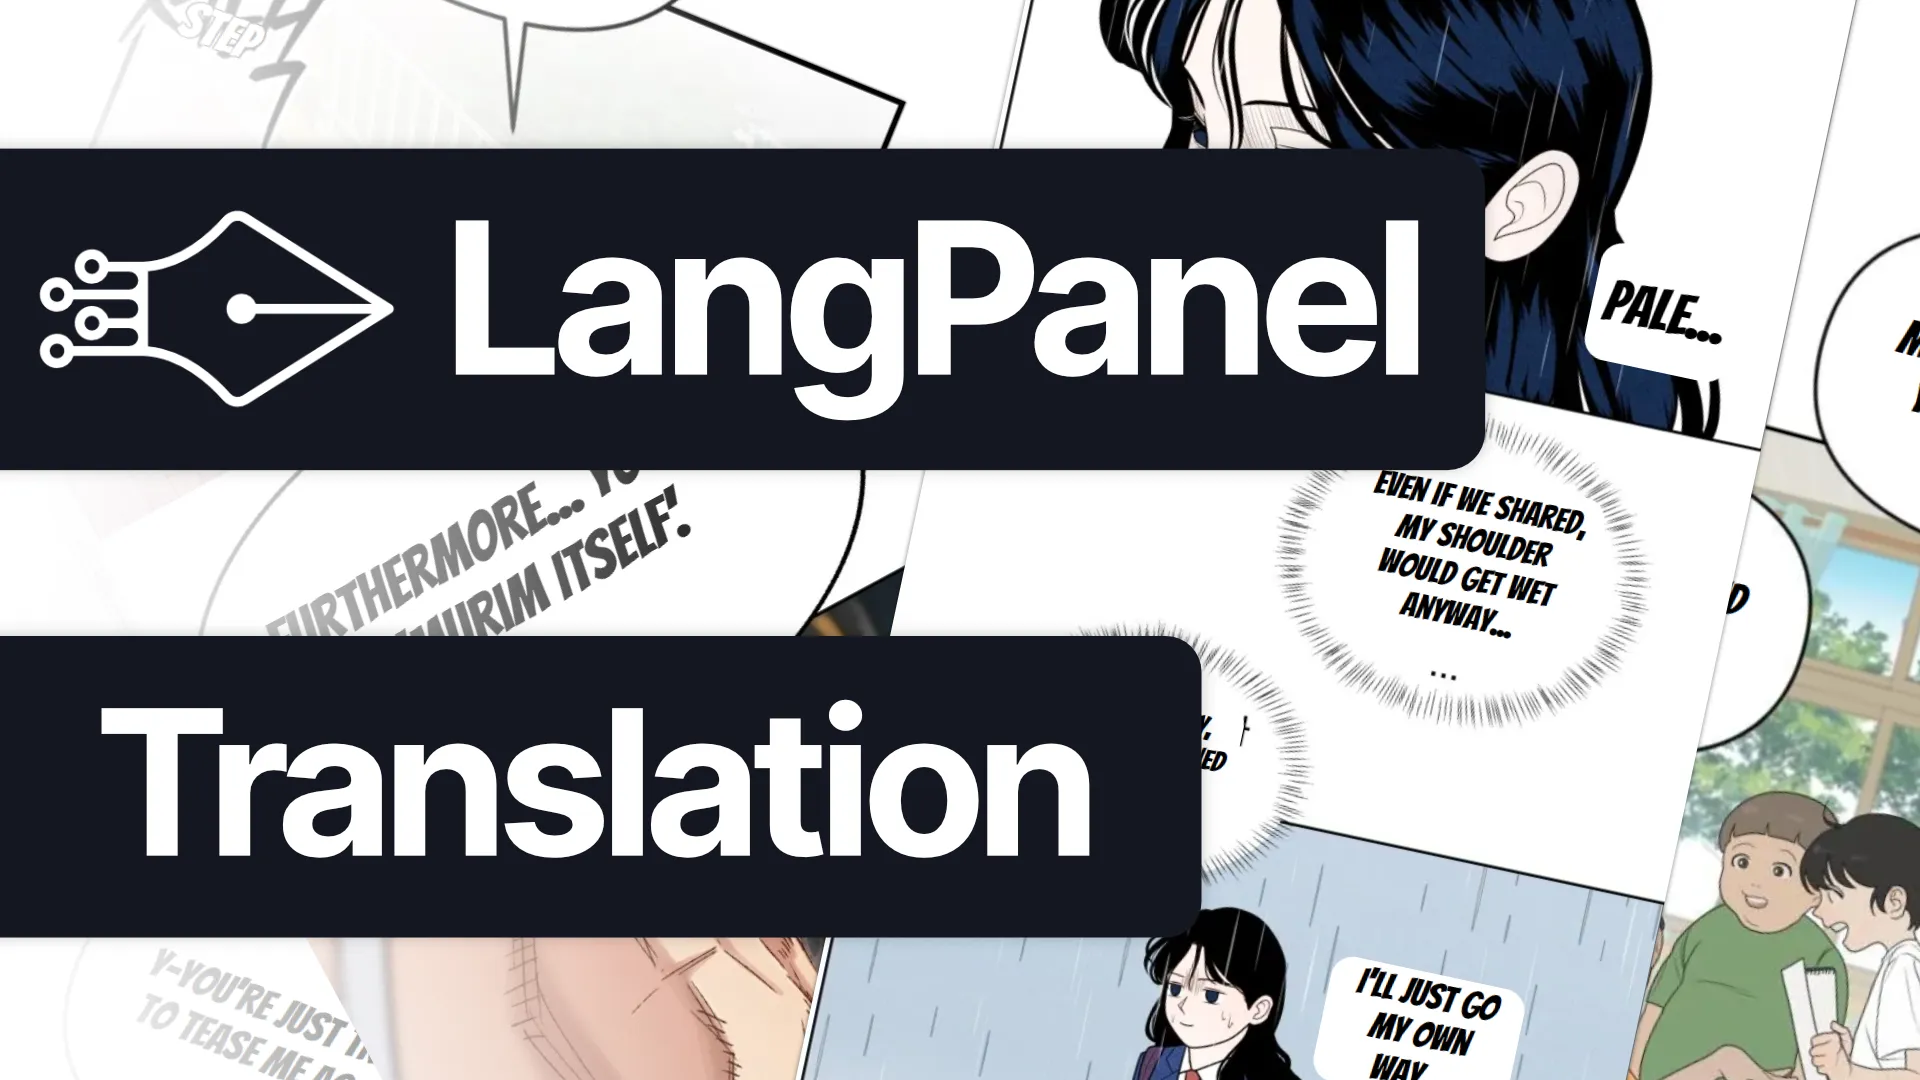 STEP
LangPanel
PALE...
EVEN IF WE SHARED,
MY SHOULDER
WOULD GET WET
ANYWAY...
...
FURTHERMORE...
MURIM ITSELF'.
Translation
Y-YOU'RE JUST
TO TEASE ME
I'LL JUST GO
MY OWN
WAY